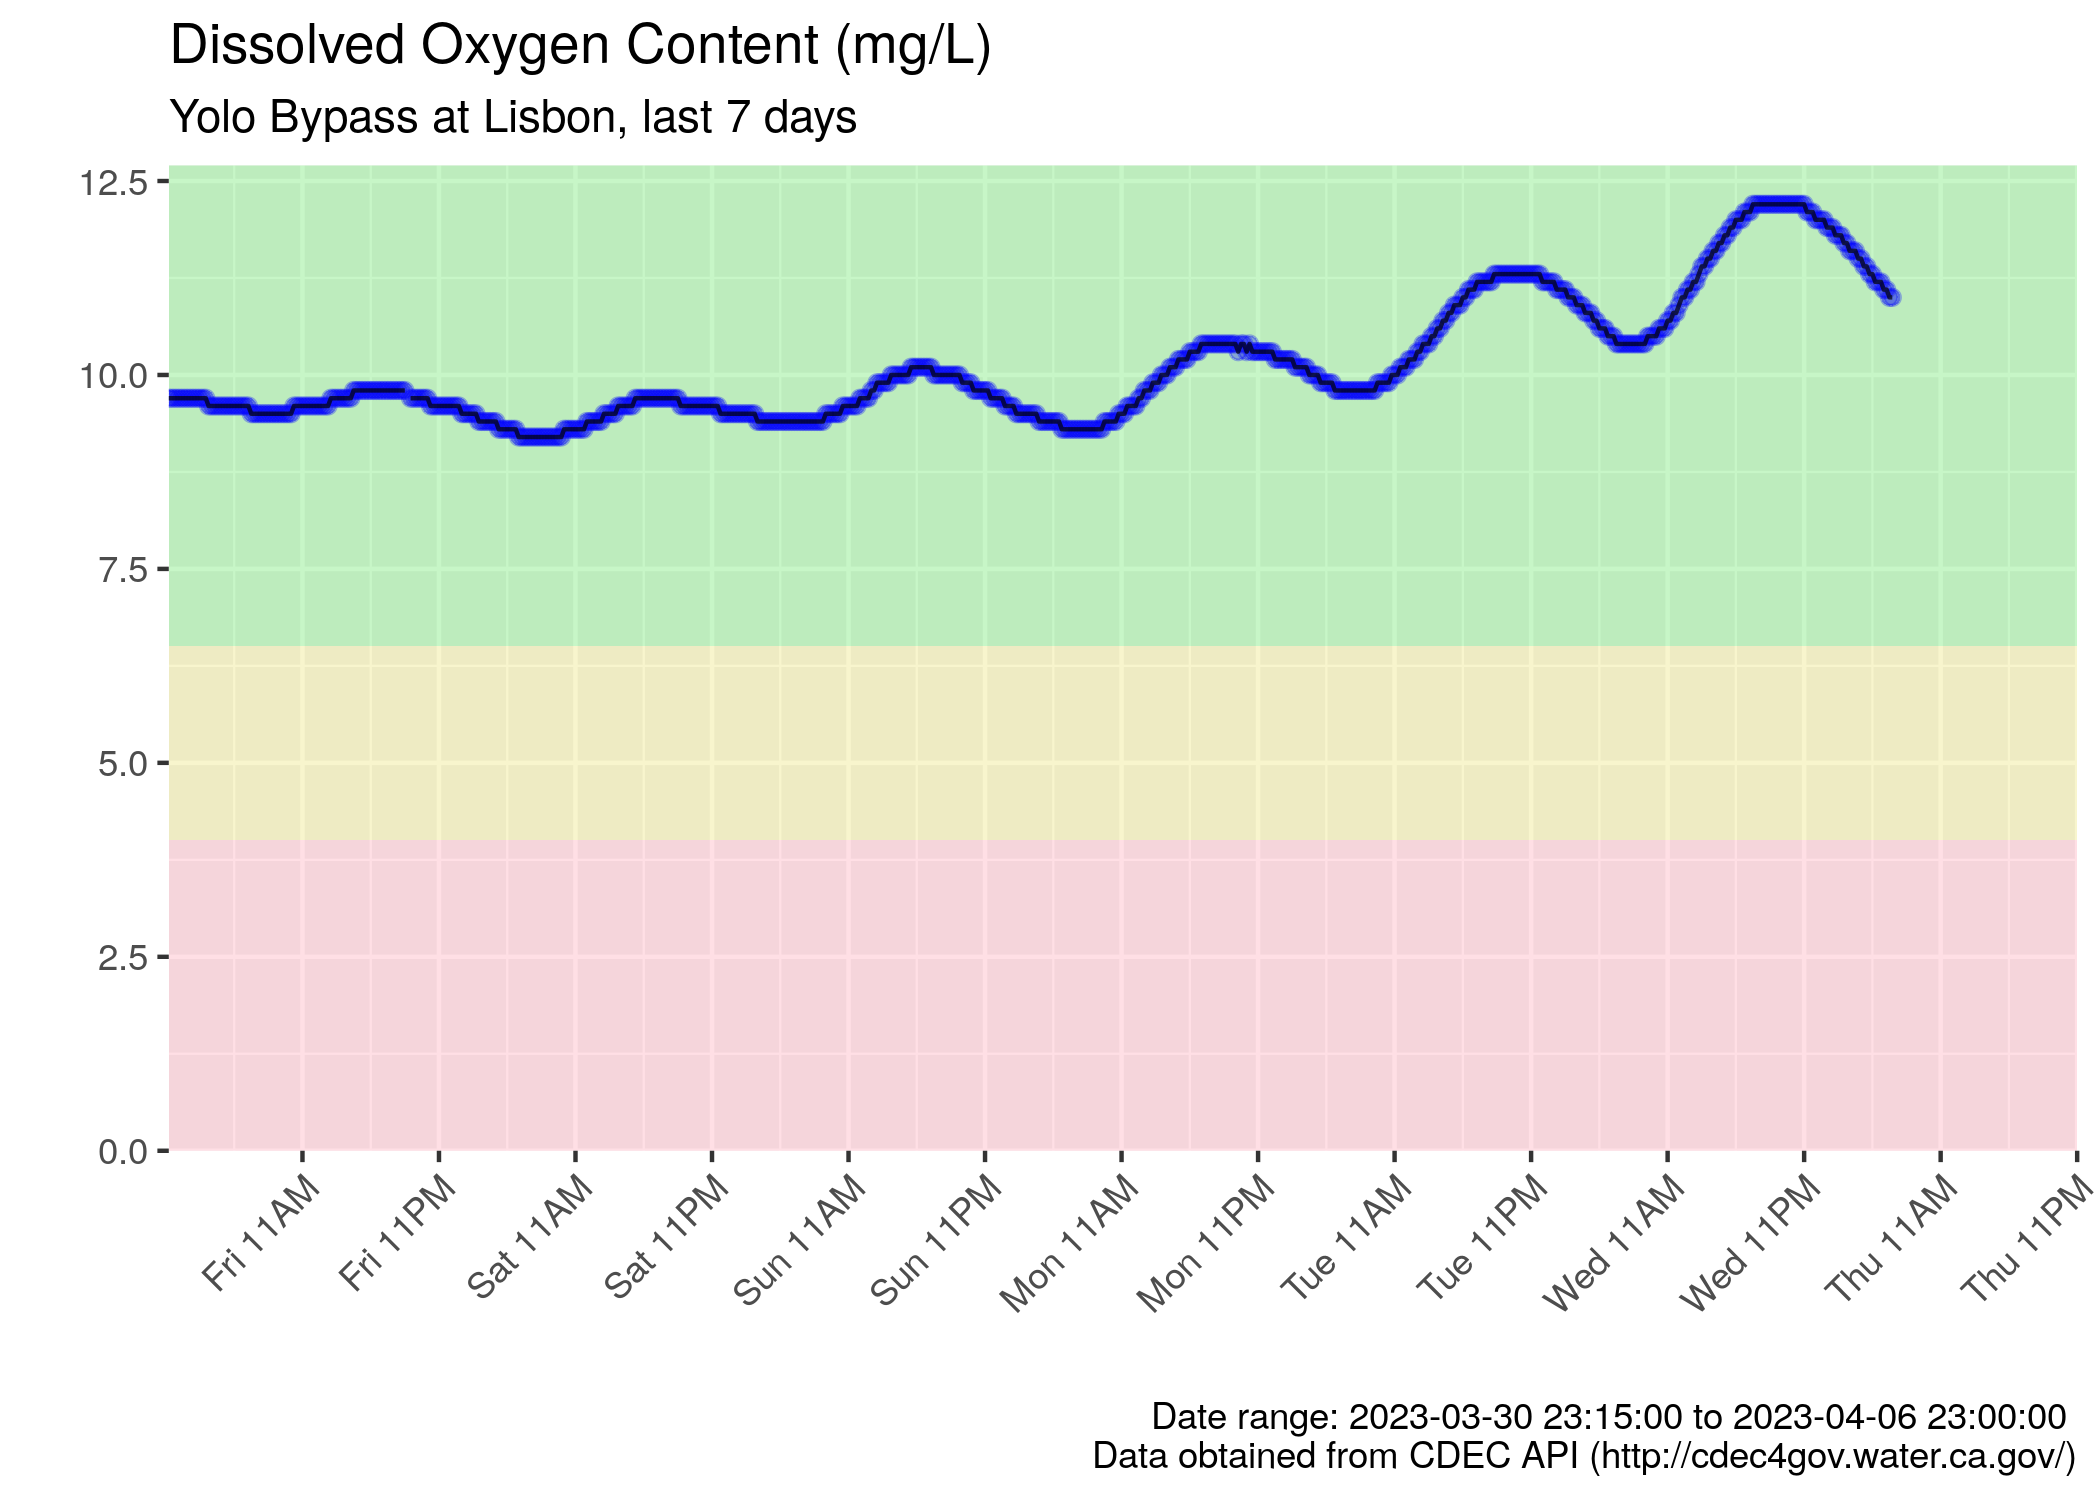 Dissolved Oxygen Content (mg/L)
Yolo Bypass at Lisbon, last 7 days
12.5
10.0
7.5
5.0
2.5
0.0
Fri 11AM
Fri 11PM
Sat 11AM
Sat 11PM
Sun 11AM
Sun 11PM
Mon 11AM
Mon 11PM
Tue 11AM
Tue 11PM
Wed 11AM
Wed 11PM
Thu 11AM
Thu 11PM
Date range: 2023-03-30 23:15:00 to 2023-04-06 23:00:00
Data obtained from CDEC API (http://cdec4gov.water.ca.gov/)